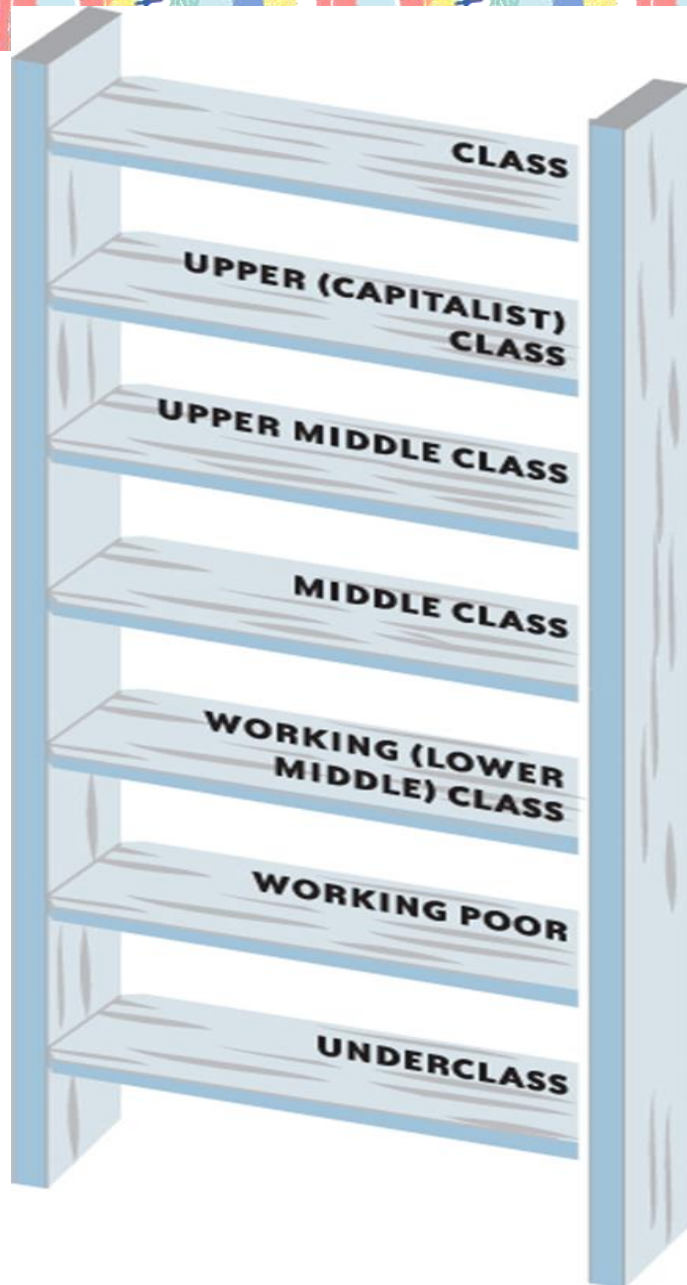 CLASS
UPPER (CAPITALIST)
CLASS
UPPER MIDDLE CLASS
MIDDLE CLASS
WORKING (LOWER
MIDDLE) CLASS
WORKING POOR
UNDERCLASS